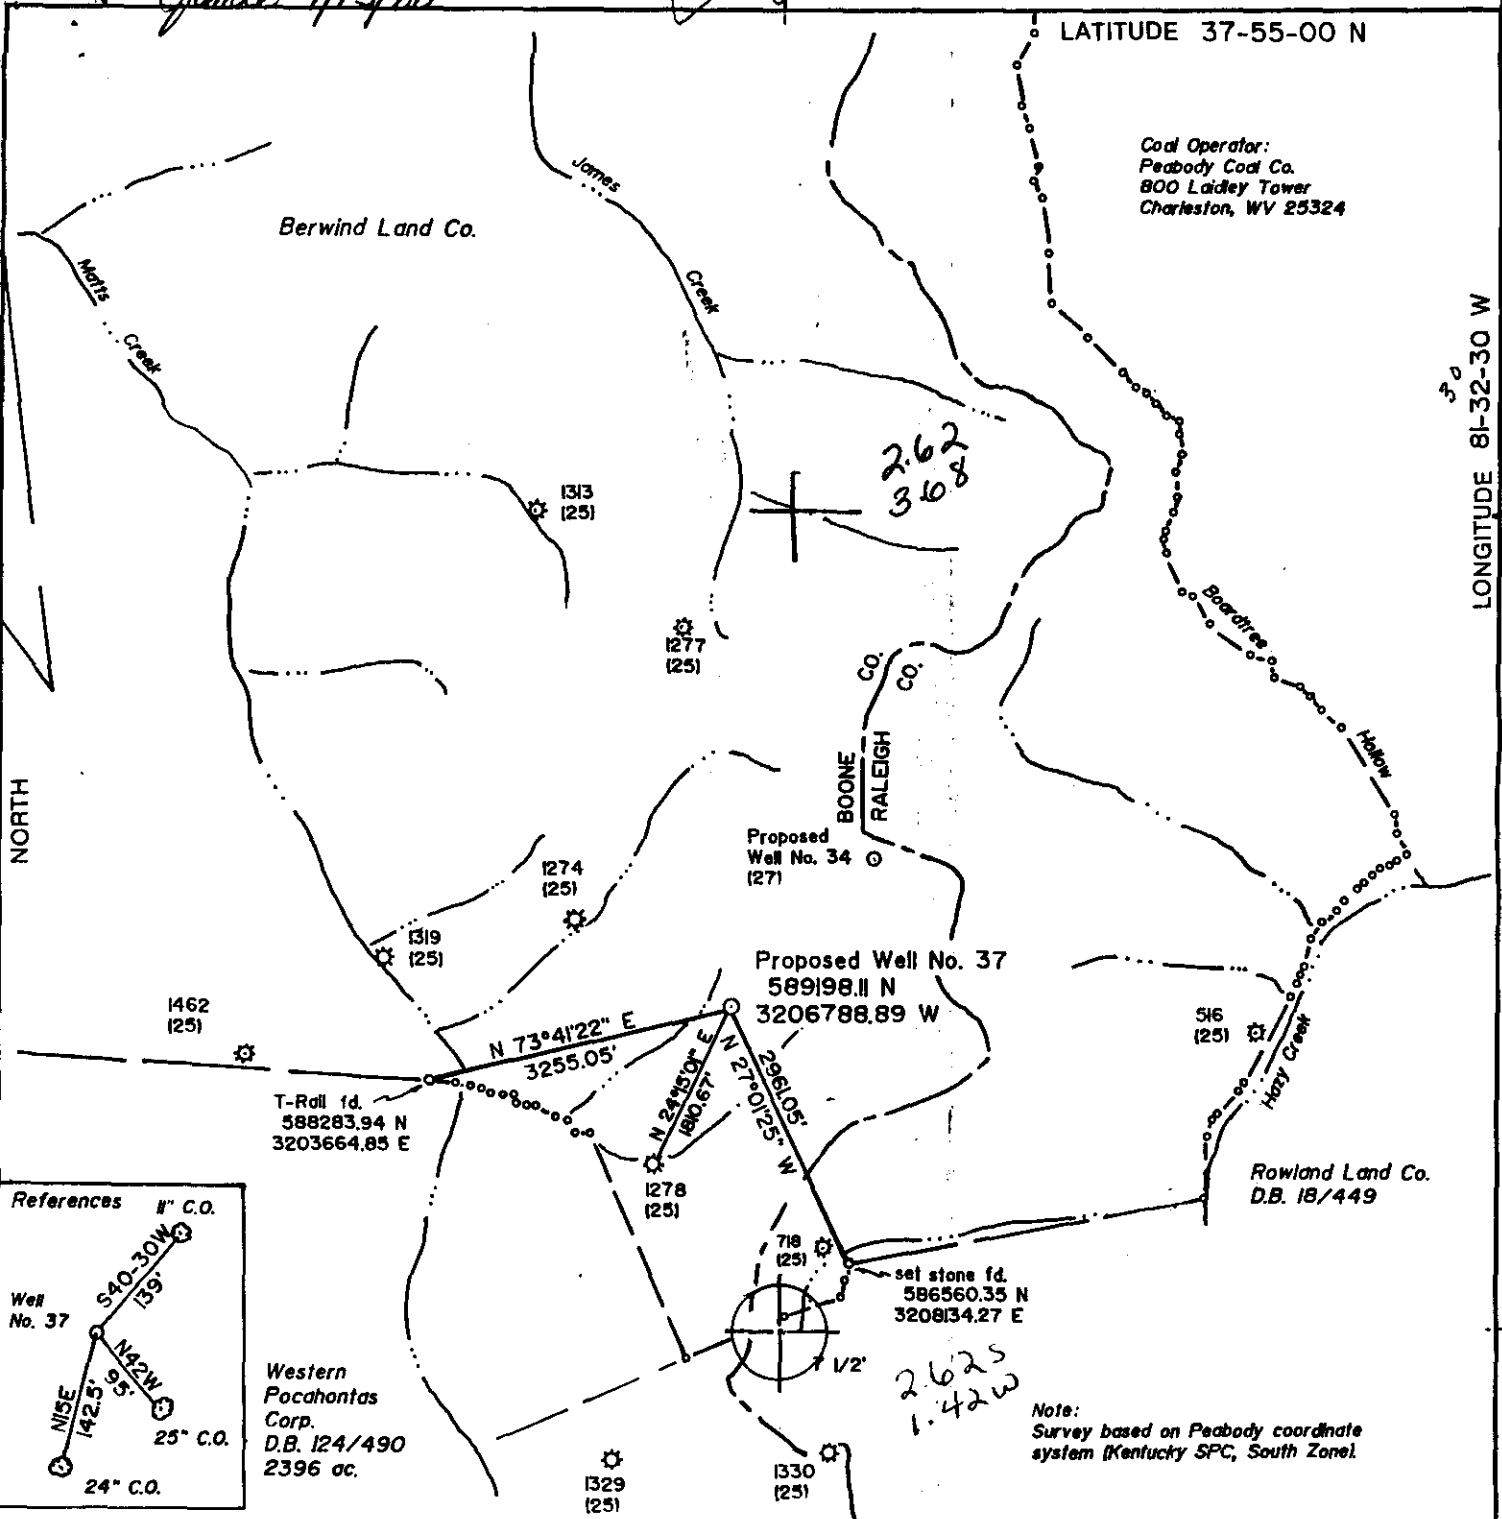 LATITUDE 37-55-00 N
Coal Operator:
Peabody Coal Co.
800 Laidley Tower
Charleston, WV 25324
James
Creek
Berwind Land Co.
Matts
Creek
LONGITUDE 81-32-30 W
30
2.62
3.68
1313
(25)
1277
(25)
Boardtree
Hollow
CO.
CO.
BOONE
RALEIGH
NORTH
Proposed
Well No. 34
(27)
1274
(25)
1319
(25)
Proposed Well No. 37
589198.11 N
3206788.89 W
1462
(25)
516
(25)
Hazy Creek
N 73°41'22" E
3255.05'
N 24°15'01" E
1810.67'
2961.05'
N 27°01'25" W
T-Rail fd.
588283.94 N
3203664.85 E
1278
(25)
Rowland Land Co.
D.B. 18/449
718
(25)
set stone fd.
586560.35 N
3208134.27 E
References
11" C.O.
S40-30W
139'
Well
No. 37
N42W
95'
N15E
142.5'
25" C.O.
24" C.O.
Western
Pocahontas
Corp.
D.B. 124/490
2396 ac.
7 1/2'
2.62 S
1.42 W
Note:
Survey based on Peabody coordinate
system (Kentucky SPC, South Zone).
1329
(25)
1330
(25)